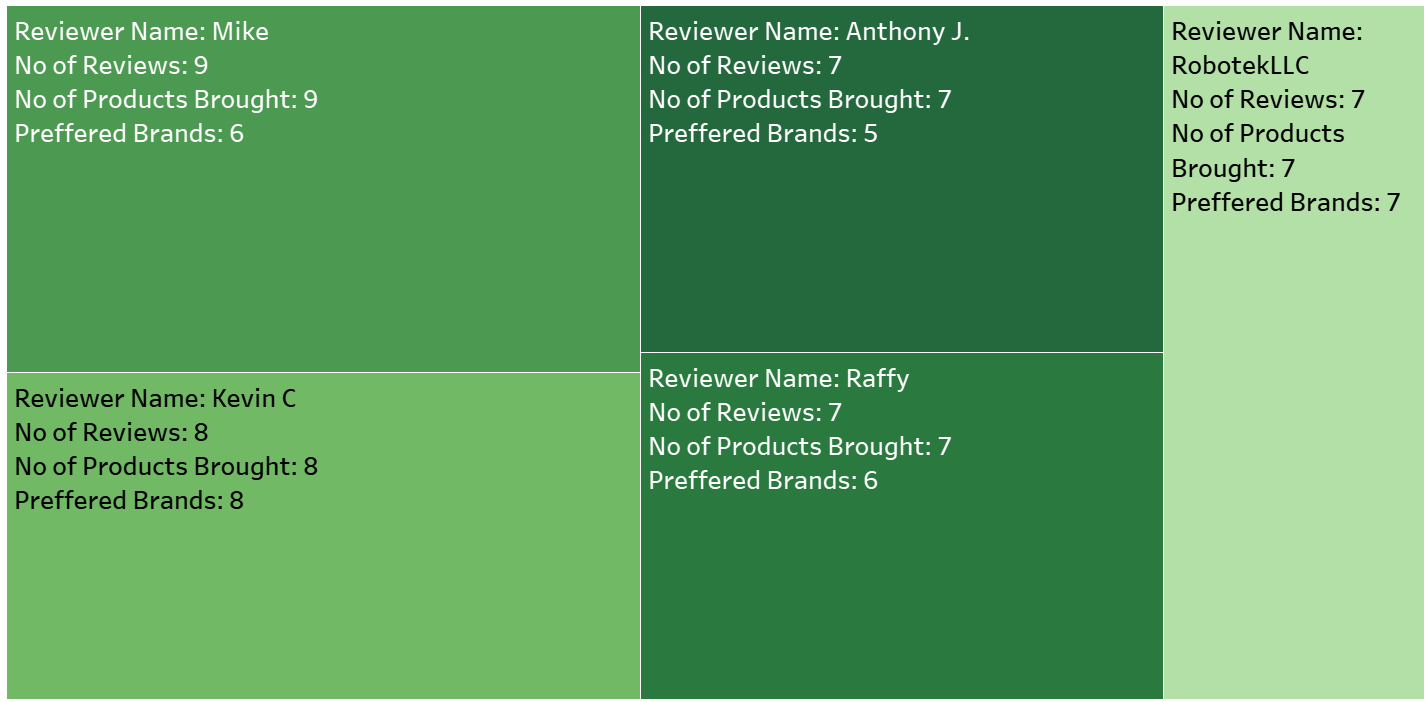 Reviewer Name: Mike
No of Reviews: 9
No of Products Brought: 9
Preffered Brands: 6
Reviewer Name: Kevin C
No of Reviews: 8
No of Products Brought: 8
Preffered Brands: 8
Reviewer Name: Anthony J.
No of Reviews: 7
No of Products Brought: 7
Preffered Brands: 5
Reviewer Name: Raffy
No of Reviews: 7
No of Products Brought: 7
Preffered Brands: 6
Reviewer Name:
RobotekLLC
No of Reviews: 7
No of Products
Brought: 7
Preffered Brands: 7